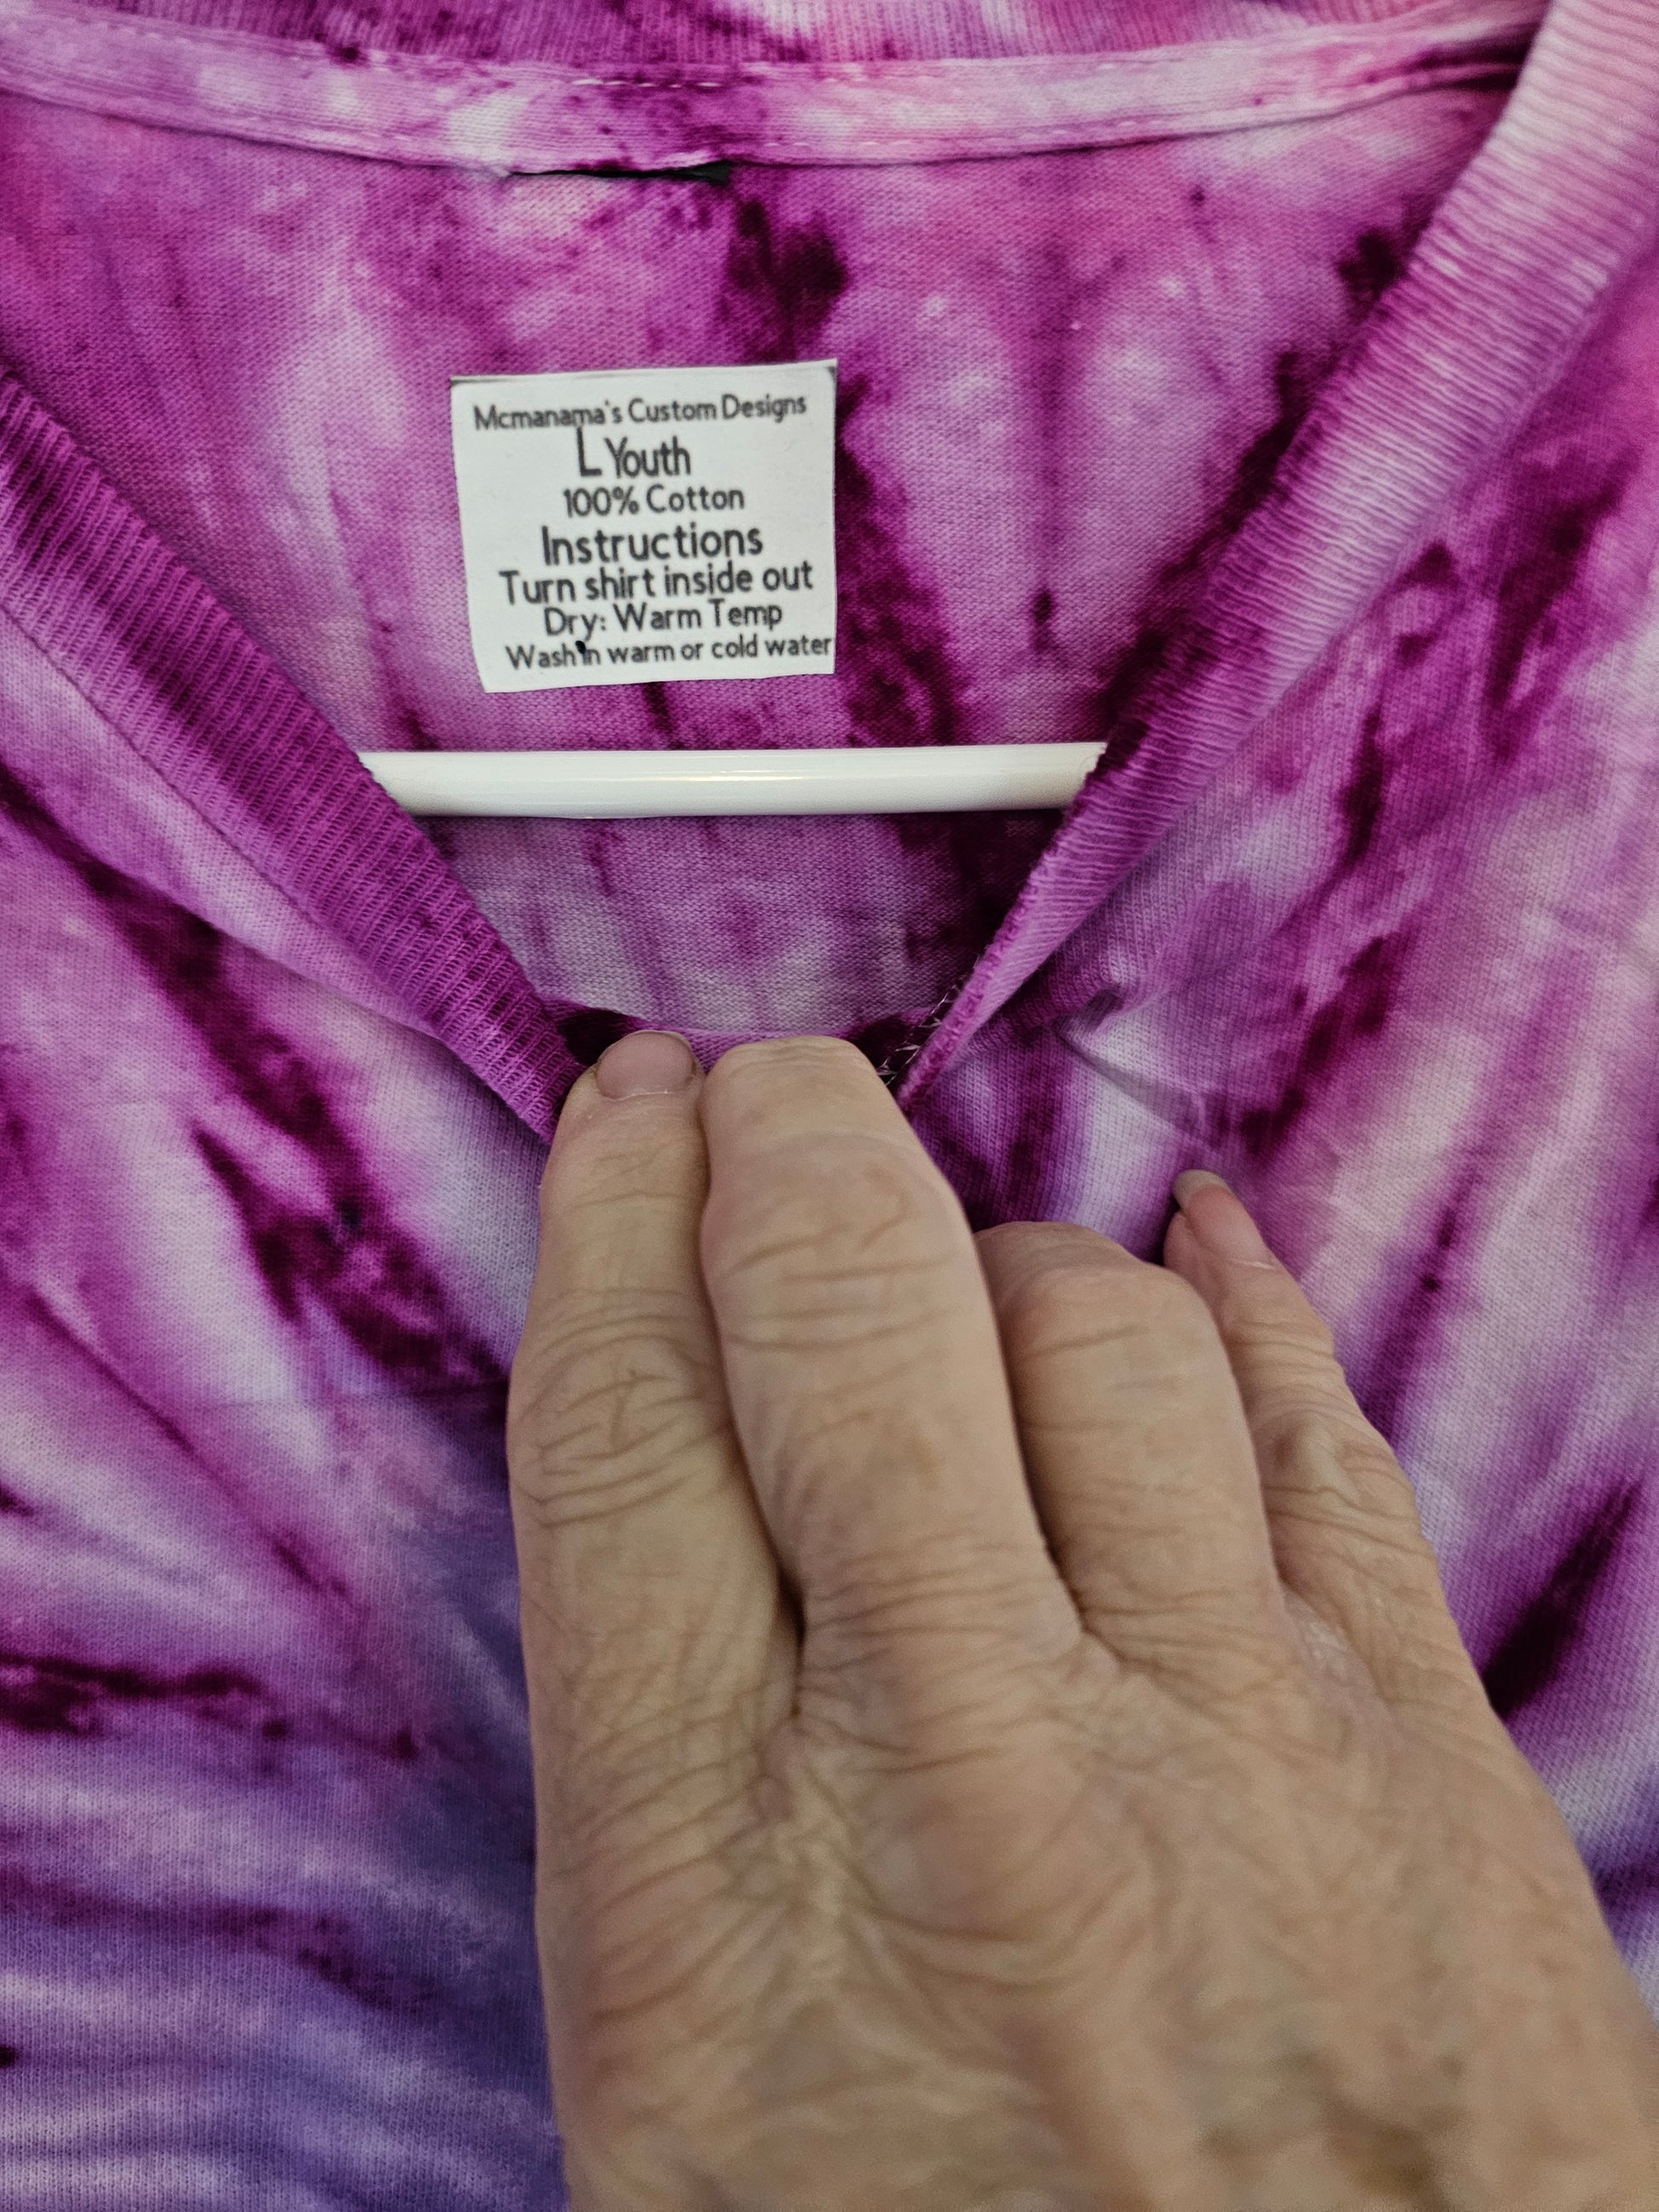 Mcmanama's Custom Designs
L Youth
100% Cotton
Instructions
Turn shirt inside out
Dry: Warm Temp
Wash in warm or cold water